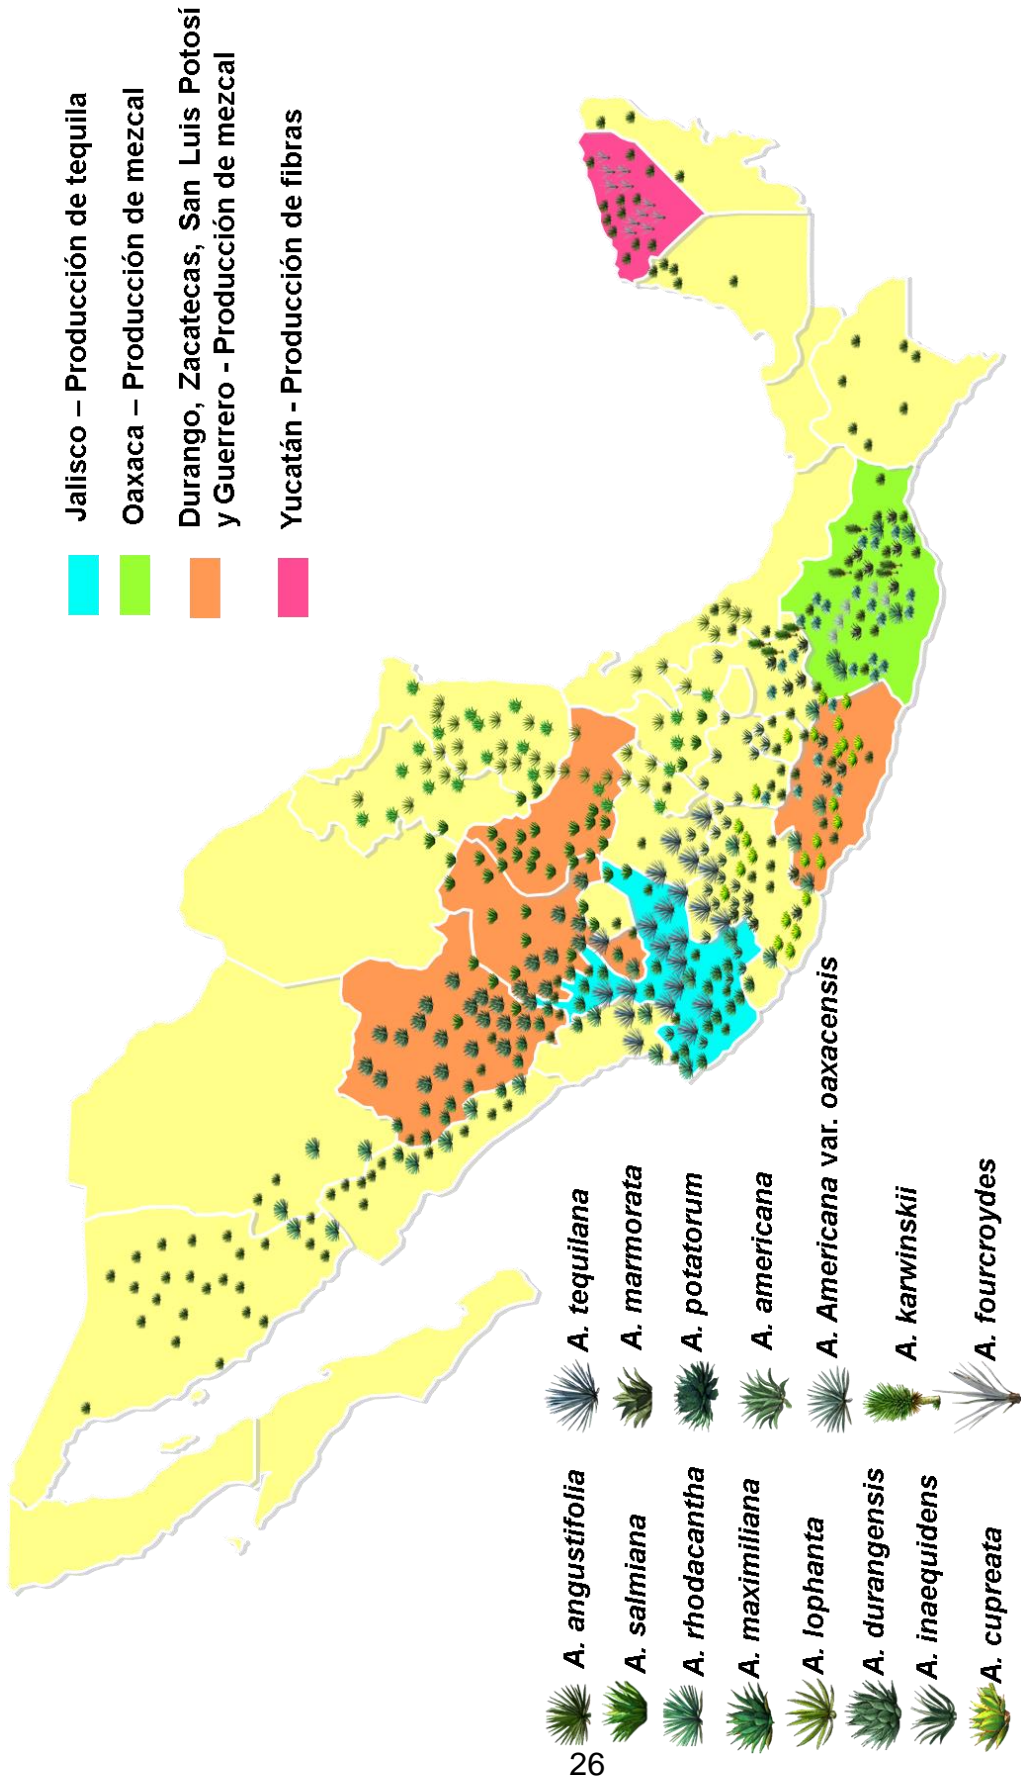 Jalisco – Producción de tequila
Oaxaca – Producción de mezcal
Durango, Zacatecas, San Luis Potosí
y Guerrero - Producción de mezcal
Yucatán - Producción de fibras
A. angustifolia
A. salmiana
A. rhodacantha
A. maximiliana
A. lophanta
A. durangensis
A. inaequidens
A. cupreata
A. tequilana
A. marmorata
A. potatorum
A. americana
A. Americana var. oaxacensis
A. karwinskii
A. fourcroydes
26